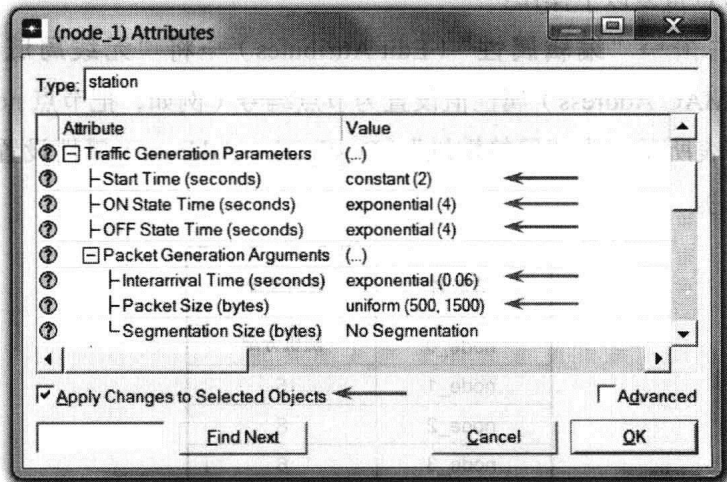 (node_1) Attributes
Type: station
Attribute Value
Traffic Generation Parameters (...)
Start Time (seconds) constant (2)
ON State Time (seconds) exponential (4)
OFF State Time (seconds) exponential (4)
Packet Generation Arguments (...)
Interarrival Time (seconds) exponential (0.06)
Packet Size (bytes) uniform (500, 1500)
Segmentation Size (bytes) No Segmentation
Apply Changes to Selected Objects Advanced
Find Next Cancel OK